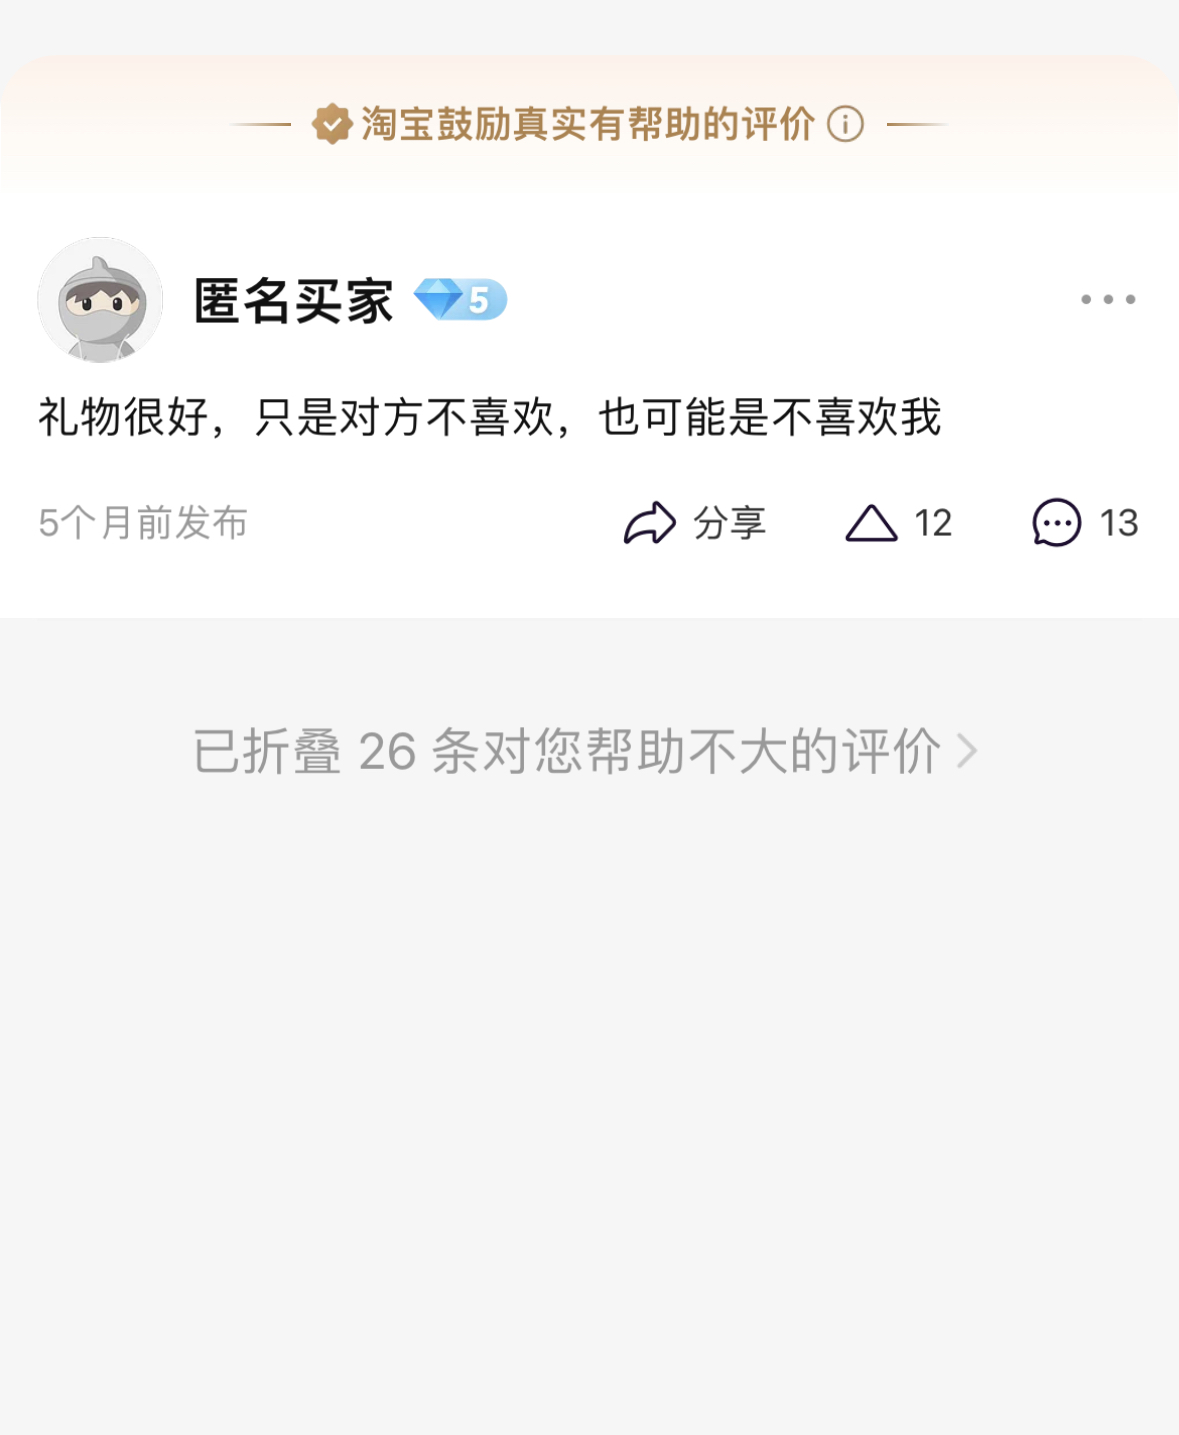 淘宝鼓励真实有帮助的评价
匿名买家 5
礼物很好，只是对方不喜欢，也可能是不喜欢我
5个月前发布 分享 12 13
已折叠 26 条对您帮助不大的评价